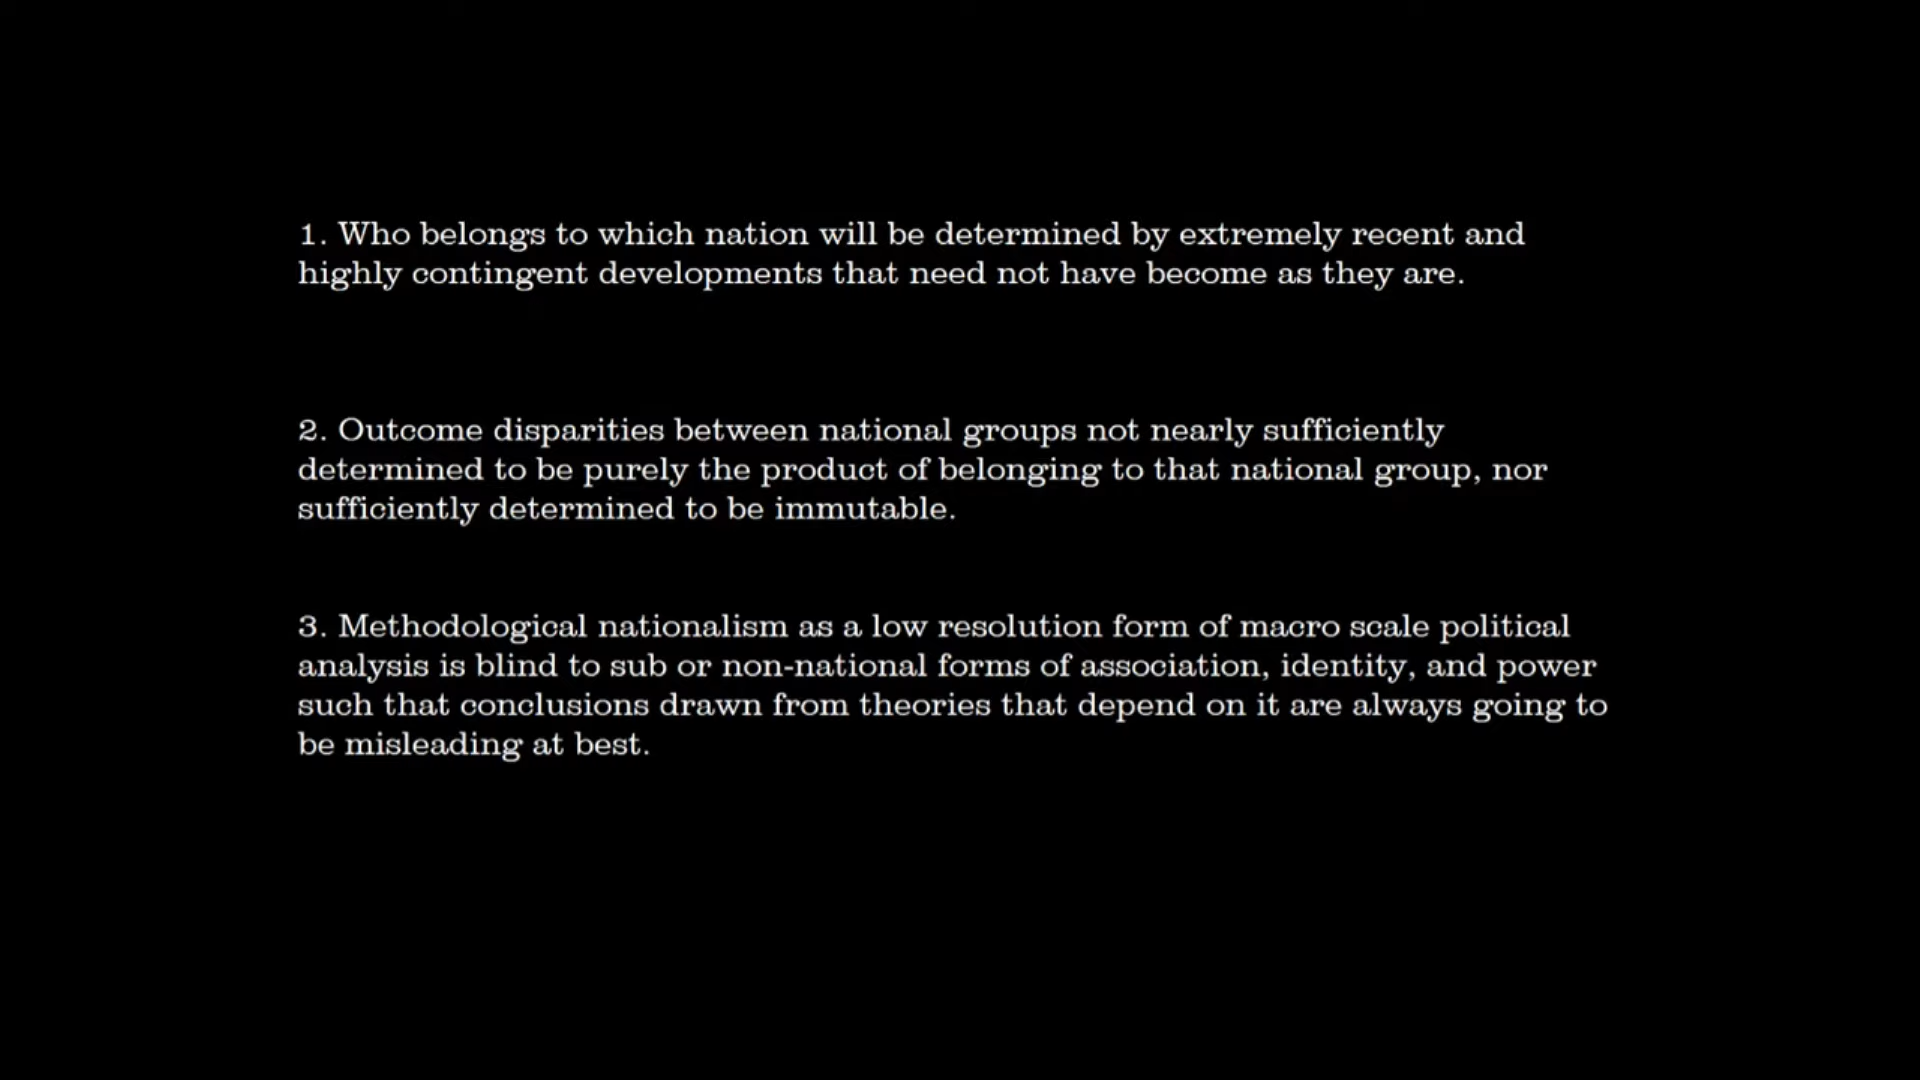 1. Who belongs to which nation will be determined by extremely recent and
highly contingent developments that need not have become as they are.
2. Outcome disparities between national groups not nearly sufficiently
determined to be purely the product of belonging to that national group, nor
sufficiently determined to be immutable.
3. Methodological nationalism as a low resolution form of macro scale political
analysis is blind to sub or non-national forms of association, identity, and power
such that conclusions drawn from theories that depend on it are always going to
be misleading at best.